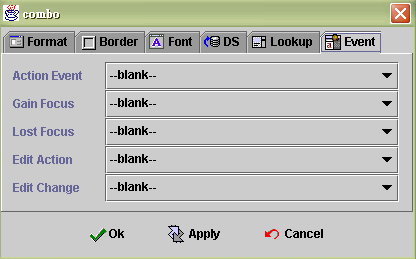 combo
Format Border Font DS Lookup Event
Action Event --blank--
Gain Focus --blank--
Lost Focus --blank--
Edit Action --blank--
Edit Change --blank--
Ok Apply Cancel